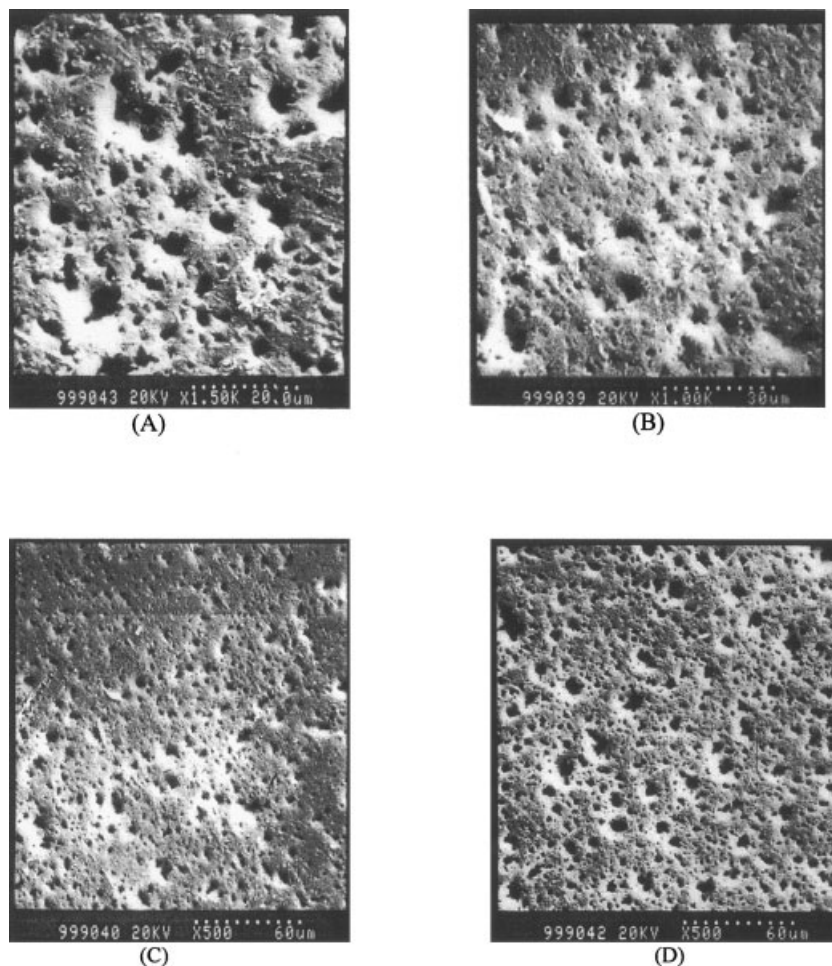 999043 20KV X1.50K 20.0um
(A)
999039 20KV X1.00K 30um
(B)
999040 20KV X500 60um
(C)
999042 20KV X500 60um
(D)